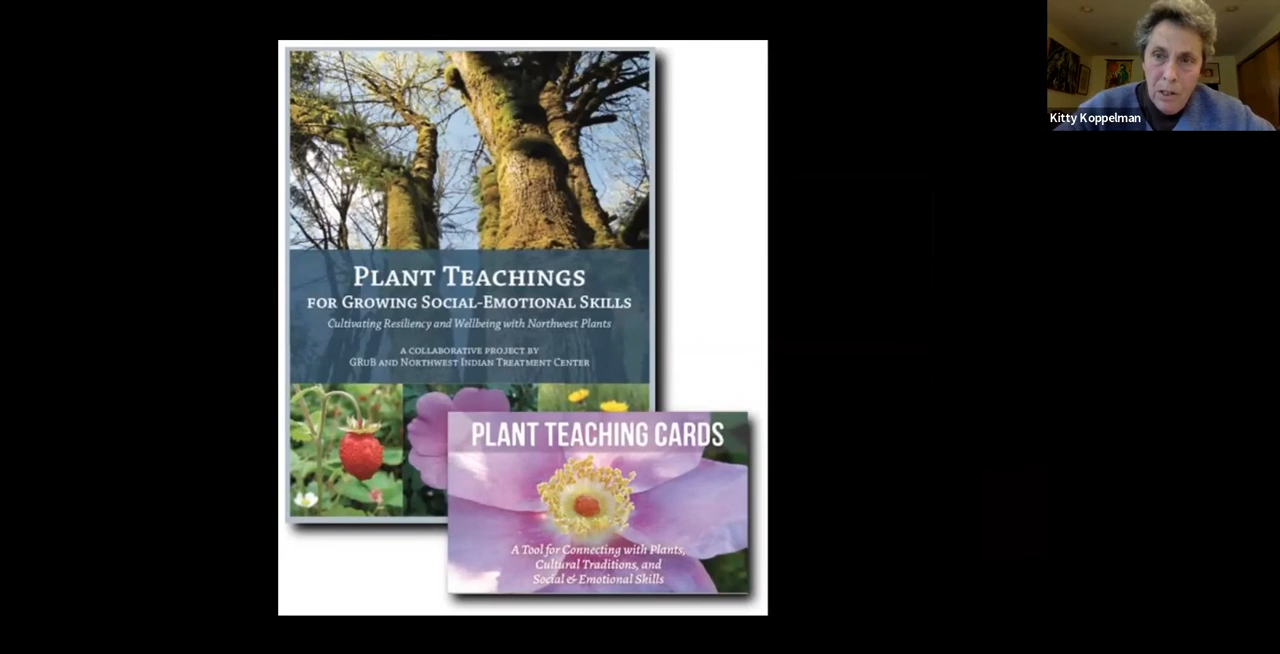 Plant Teachings
for Growing Social-Emotional Skills
Cultivating Resiliency and Wellbeing with Northwest Plants
a collaborative project by
GRuB and Northwest Indian Treatment Center
PLANT TEACHING CARDS
A Tool for Connecting with Plants,
Cultural Traditions, and
Social & Emotional Skills
Kitty Koppelman